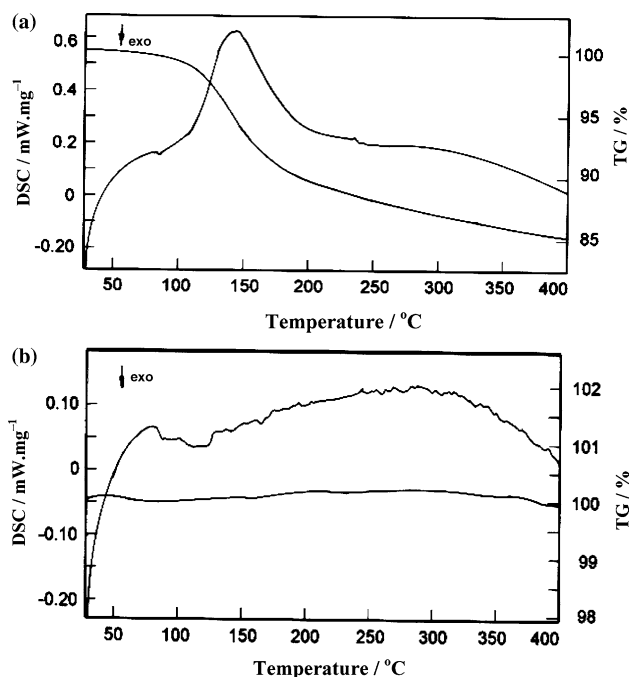 (a)
exo
DSC / mW.mg⁻¹
0.6
0.4
0.2
0
-0.20
TG / %
100
95
90
85
50 100 150 200 250 300 350 400
Temperature / °C
(b)
exo
DSC / mW.mg⁻¹
0.10
0
-0.10
-0.20
TG / %
102
101
100
99
98
50 100 150 200 250 300 350 400
Temperature / °C